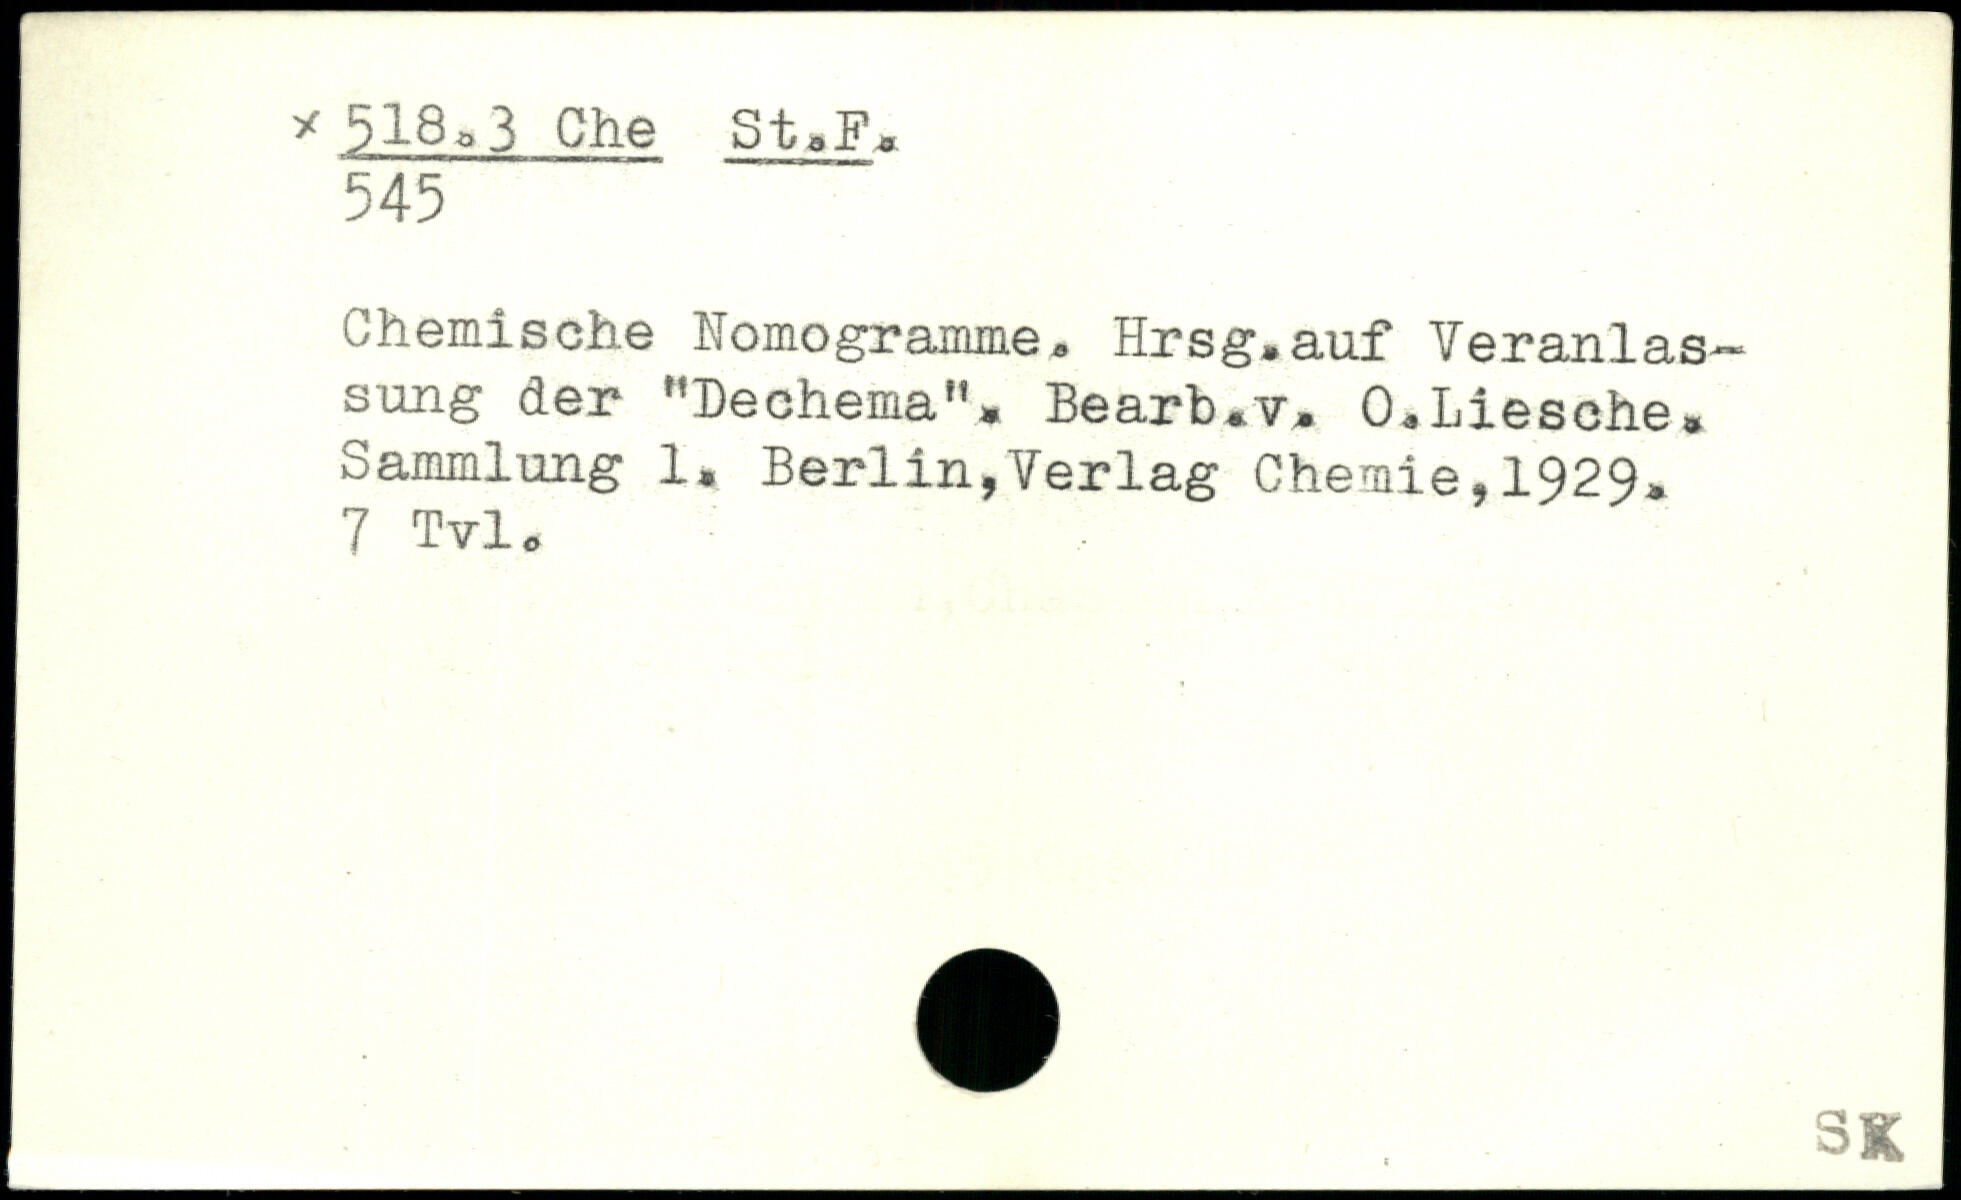 x 518.3 Che St.F.
545
Chemische Nomogramme. Hrsg.auf Veranlas-
sung der "Dechema". Bearb.v. O.Liesche.
Sammlung 1. Berlin,Verlag Chemie,1929.
7 Tvl.
SK